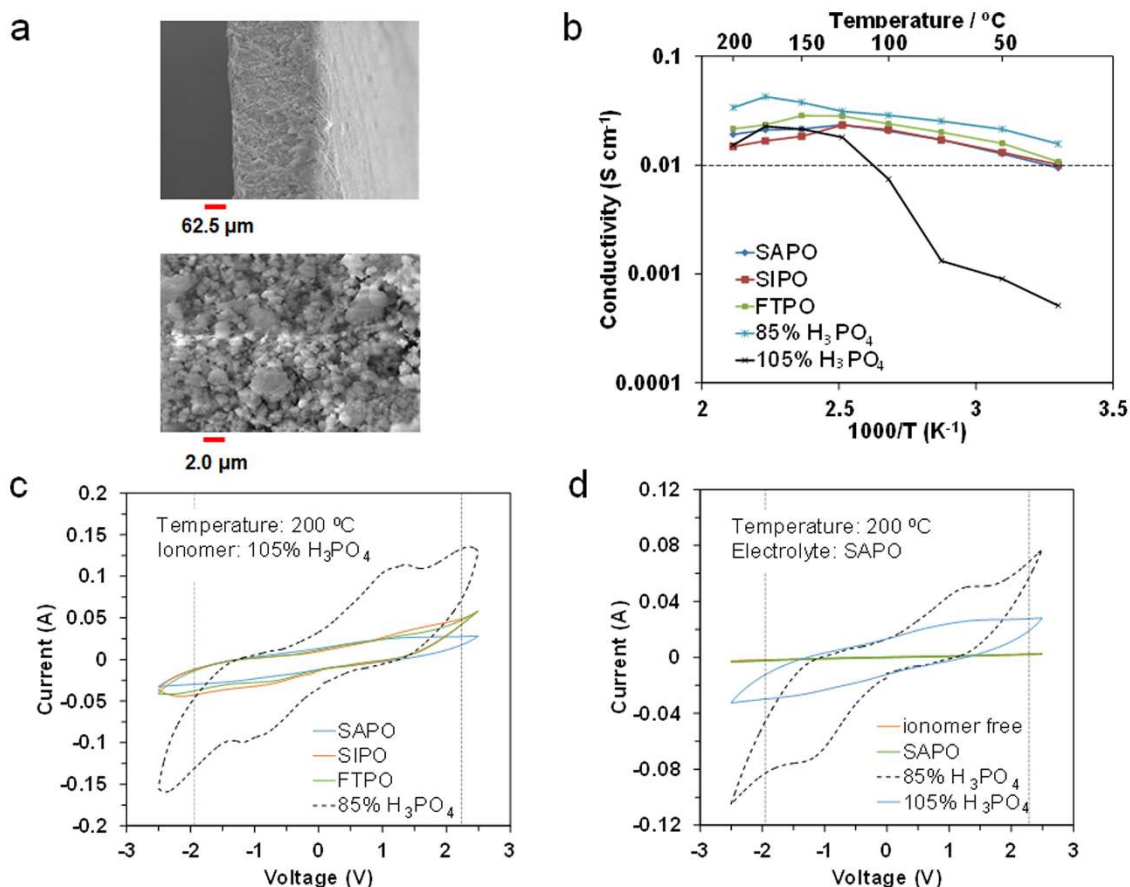 a
62.5 µm
2.0 µm
b
Temperature / ºC
200 150 100 50
0.1
0.01
0.001
0.0001
Conductivity (S cm⁻¹)
SAPO
SIPO
FTPO
85% H₃PO₄
105% H₃PO₄
2 2.5 3 3.5
1000/T (K⁻¹)
c
0.2
0.15
0.1
0.05
0
-0.05
-0.1
-0.15
-0.2
Current (A)
Temperature: 200 ºC
Ionomer: 105% H₃PO₄
SAPO
SIPO
FTPO
85% H₃PO₄
-3 -2 -1 0 1 2 3
Voltage (V)
d
0.12
0.08
0.04
0
-0.04
-0.08
-0.12
Current (A)
Temperature: 200 ºC
Electrolyte: SAPO
ionomer free
SAPO
85% H₃PO₄
105% H₃PO₄
-3 -2 -1 0 1 2 3
Voltage (V)